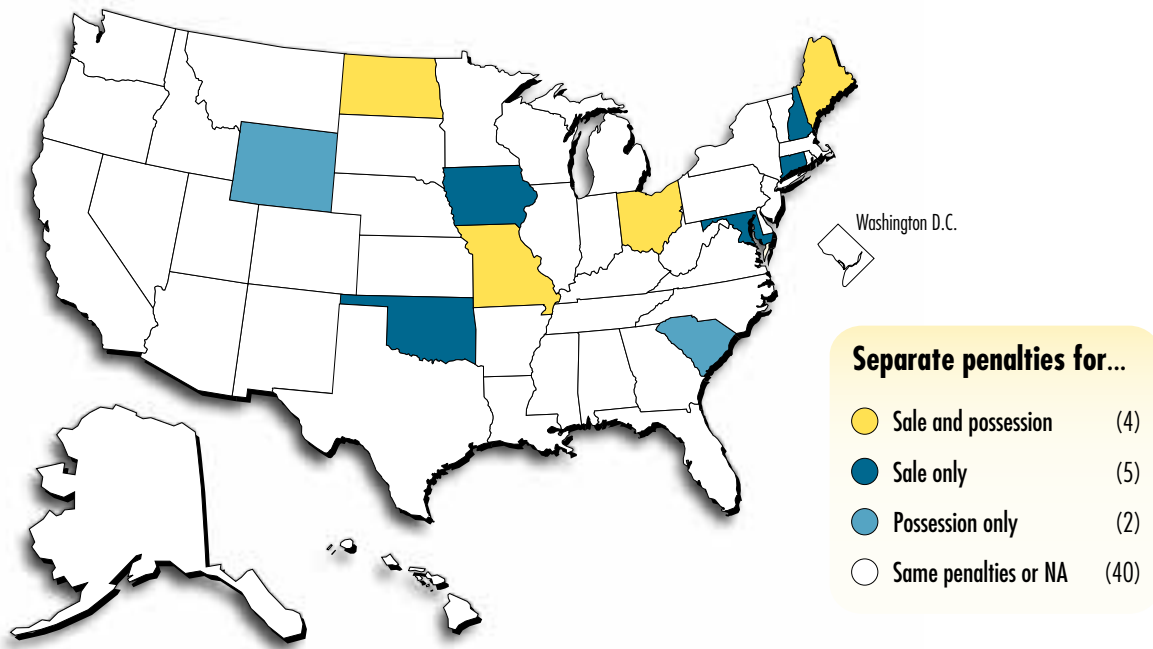 Washington D.C.
Separate penalties for...
Sale and possession (4)
Sale only (5)
Possession only (2)
Same penalties or NA (40)